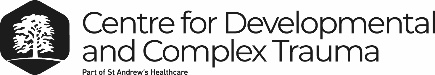 Centre for Developmental
and Complex Trauma
Part of St Andrew's Healthcare